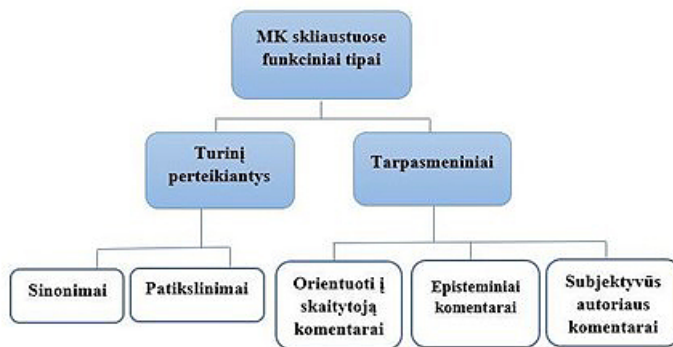 MK skliaustuose
funkciniai tipai
Turinį
perteikiantys
Tarpasmeniniai
Sinonimai
Patikslinimai
Orientuoti į
skaitytoją
komentarai
Episteminiai
komentarai
Subjektyvūs
autoriaus
komentarai